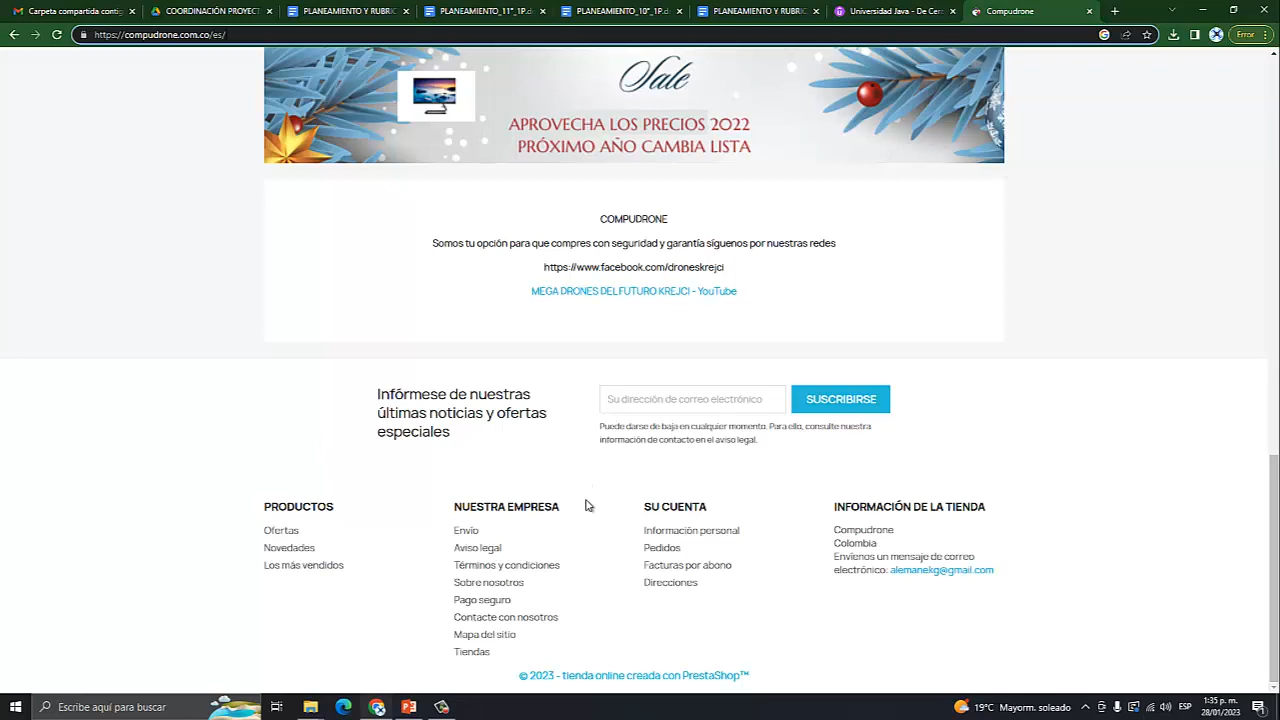 Carpeta compartida contig
COORDINACIÓN PROYECT
PLANEAMIENTO Y RUBRIC
PLANEAMIENTO_11°_1P.d
PLANEAMIENTO_10°_1P.d
PLANEAMIENTO Y RUBRIC
Universidad Java - De Cer
Compudrone
https://compudrone.com.co/es/
Error
Sale
APROVECHA LOS PRECIOS 2022
PRÓXIMO AÑO CAMBIA LISTA
COMPUDRONE
Somos tu opción para que compres con seguridad y garantía síguenos por nuestras redes
https://www.facebook.com/droneskrejci
MEGA DRONES DEL FUTURO KREJCI - YouTube
Infórmese de nuestras
últimas noticias y ofertas
especiales
Su dirección de correo electrónico
SUSCRIBIRSE
Puede darse de baja en cualquier momento. Para ello, consulte nuestra
información de contacto en el aviso legal.
PRODUCTOS
Ofertas
Novedades
Los más vendidos
NUESTRA EMPRESA
Envío
Aviso legal
Términos y condiciones
Sobre nosotros
Pago seguro
Contacte con nosotros
Mapa del sitio
Tiendas
SU CUENTA
Información personal
Pedidos
Facturas por abono
Direcciones
INFORMACIÓN DE LA TIENDA
Compudrone
Colombia
Envíenos un mensaje de correo
electrónico: alemanekg@gmail.com
© 2023 - tienda online creada con PrestaShop™
Escribe aquí para buscar
19°C Mayorm. soleado
ESP
1:35 p. m.
28/01/2023